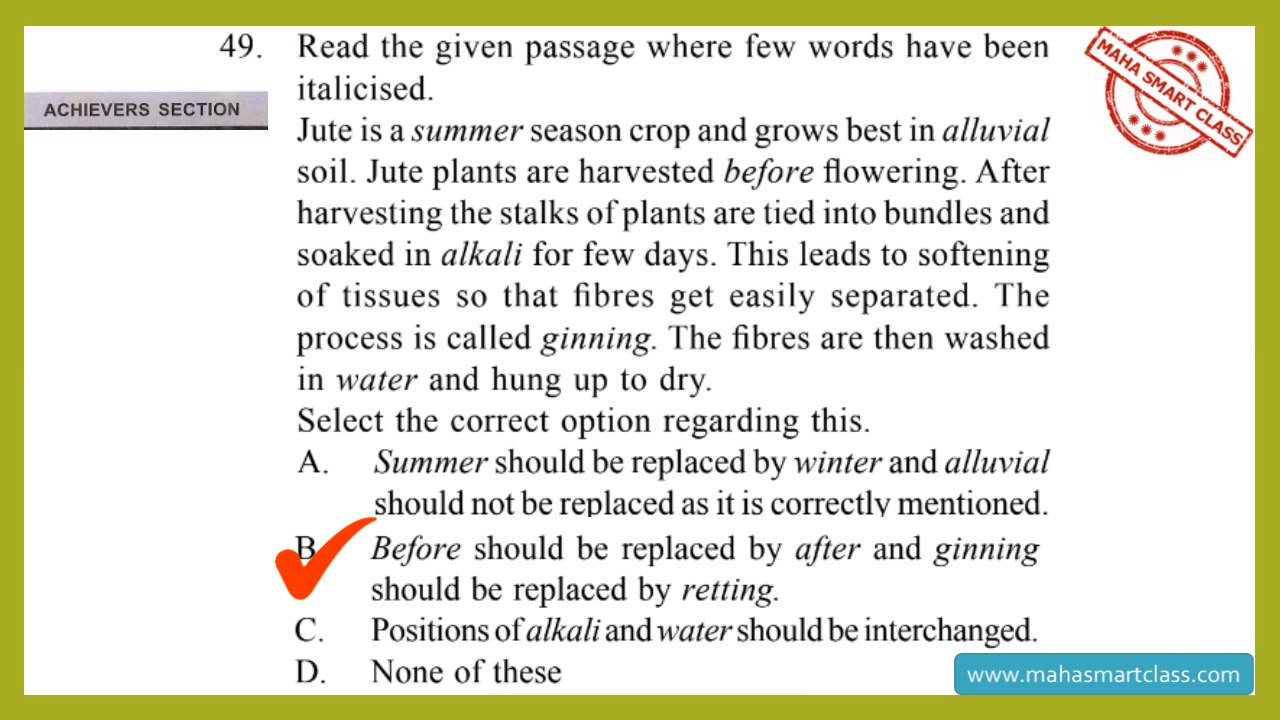 49. Read the given passage where few words have been
italicised.
ACHIEVERS SECTION
MAHA SMART CLASS
Jute is a summer season crop and grows best in alluvial
soil. Jute plants are harvested before flowering. After
harvesting the stalks of plants are tied into bundles and
soaked in alkali for few days. This leads to softening
of tissues so that fibres get easily separated. The
process is called ginning. The fibres are then washed
in water and hung up to dry.
Select the correct option regarding this.
A. Summer should be replaced by winter and alluvial
should not be replaced as it is correctly mentioned.
B. Before should be replaced by after and ginning
should be replaced by retting.
C. Positions of alkali and water should be interchanged.
D. None of these
www.mahasmartclass.com